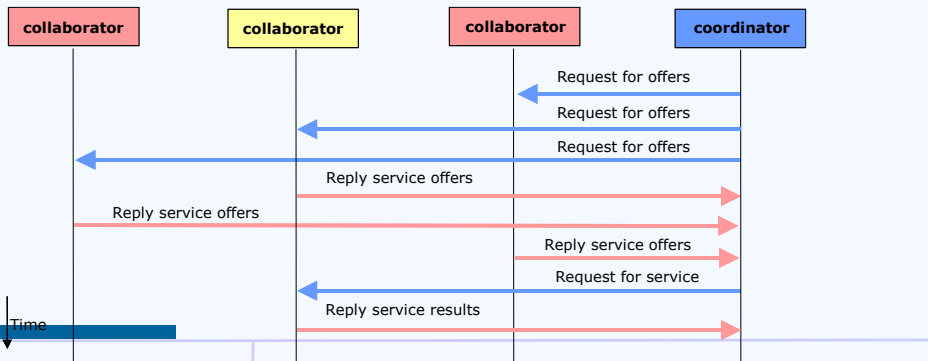 collaborator
collaborator
collaborator
coordinator
Request for offers
Request for offers
Request for offers
Reply service offers
Reply service offers
Reply service offers
Request for service
Reply service results
Time